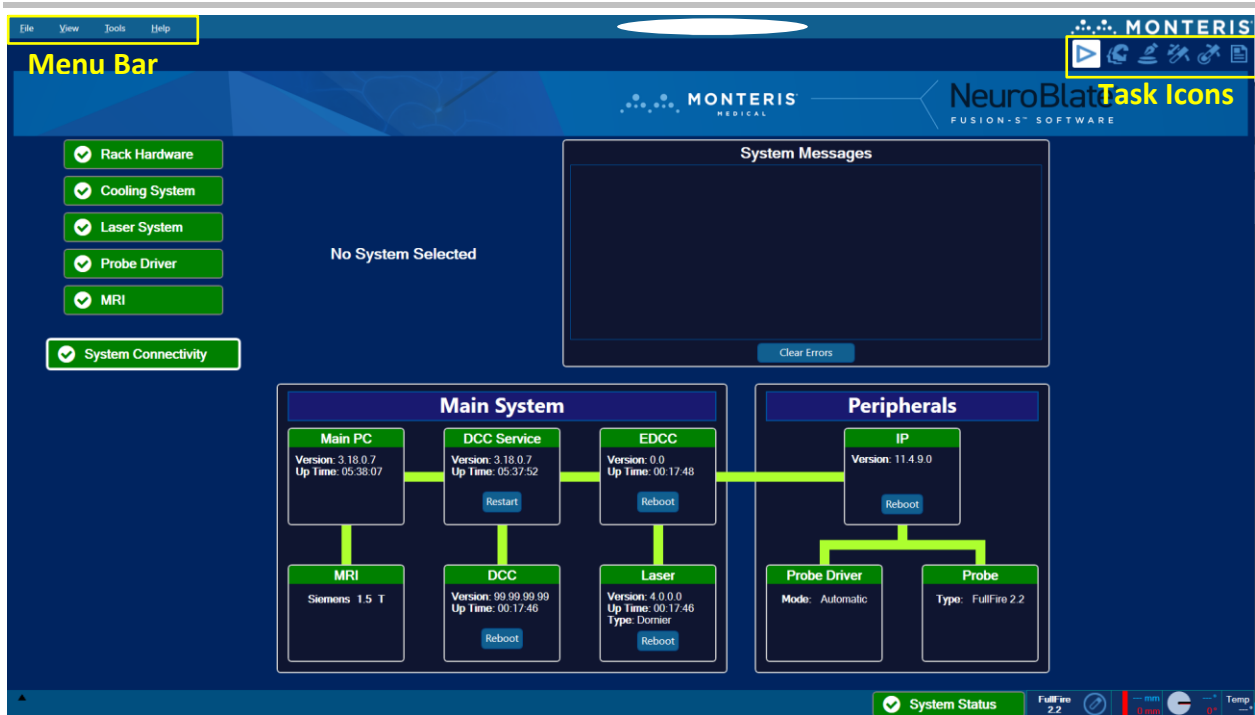 File View Tools Help
MONTERIS
Menu Bar
Task Icons
MONTERIS
MEDICAL
NeuroBlate
FUSION-S™ SOFTWARE
Rack Hardware
Cooling System
Laser System
Probe Driver
MRI
System Connectivity
No System Selected
System Messages
Clear Errors
Main System
Main PC
Version: 3.18.0.7
Up Time: 05:38:07
DCC Service
Version: 3.18.0.7
Up Time: 05:37:52
Restart
EDCC
Version: 0.0
Up Time: 00:17:48
Reboot
MRI
Siemens 1.5 T
DCC
Version: 99.99.99.99
Up Time: 00:17:46
Reboot
Laser
Version: 4.0.0.0
Up Time: 00:17:46
Type: Dornier
Reboot
Peripherals
IP
Version: 11.4.9.0
Reboot
Probe Driver
Mode: Automatic
Probe
Type: FullFire 2.2
System Status
FullFire
2.2
--- mm
0 mm
---°
0°
Temp
---°